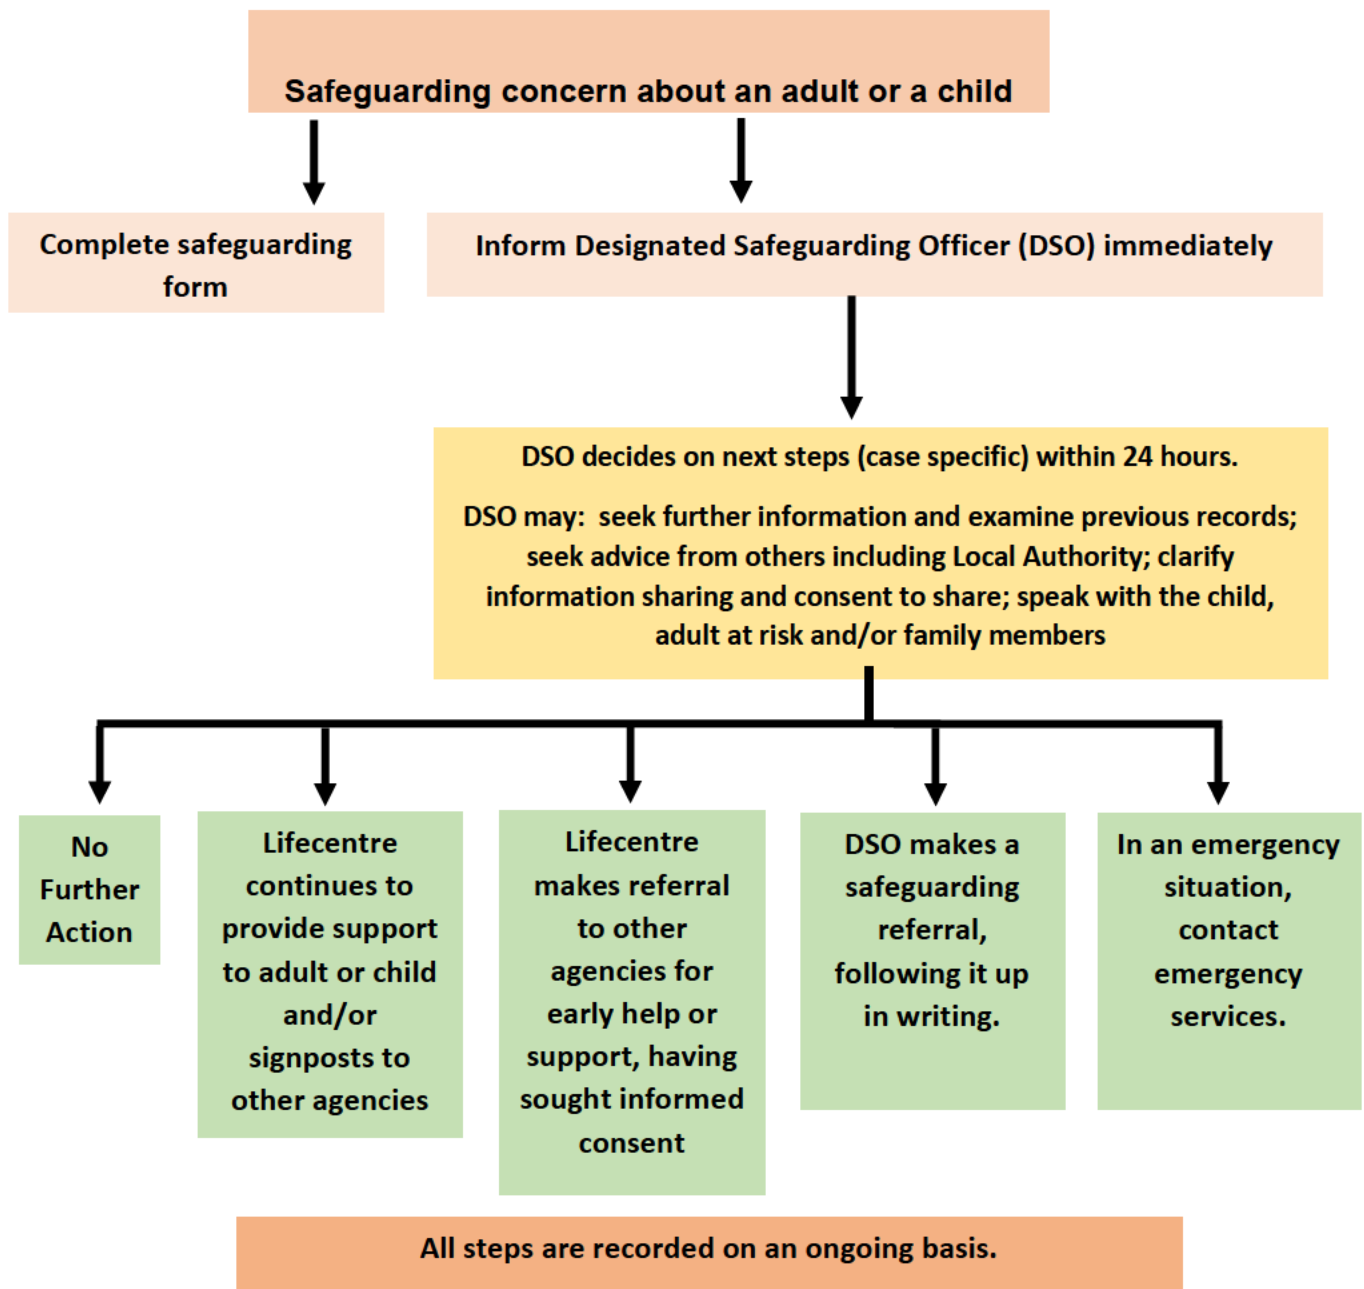 Safeguarding concern about an adult or a child
Complete safeguarding
form
Inform Designated Safeguarding Officer (DSO) immediately
DSO decides on next steps (case specific) within 24 hours.
DSO may:  seek further information and examine previous records;
seek advice from others including Local Authority; clarify
information sharing and consent to share; speak with the child,
adult at risk and/or family members
No
Further
Action
Lifecentre
continues to
provide support
to adult or child
and/or
signposts to
other agencies
Lifecentre
makes referral
to other
agencies for
early help or
support, having
sought informed
consent
DSO makes a
safeguarding
referral,
following it up
in writing.
In an emergency
situation,
contact
emergency
services.
All steps are recorded on an ongoing basis.